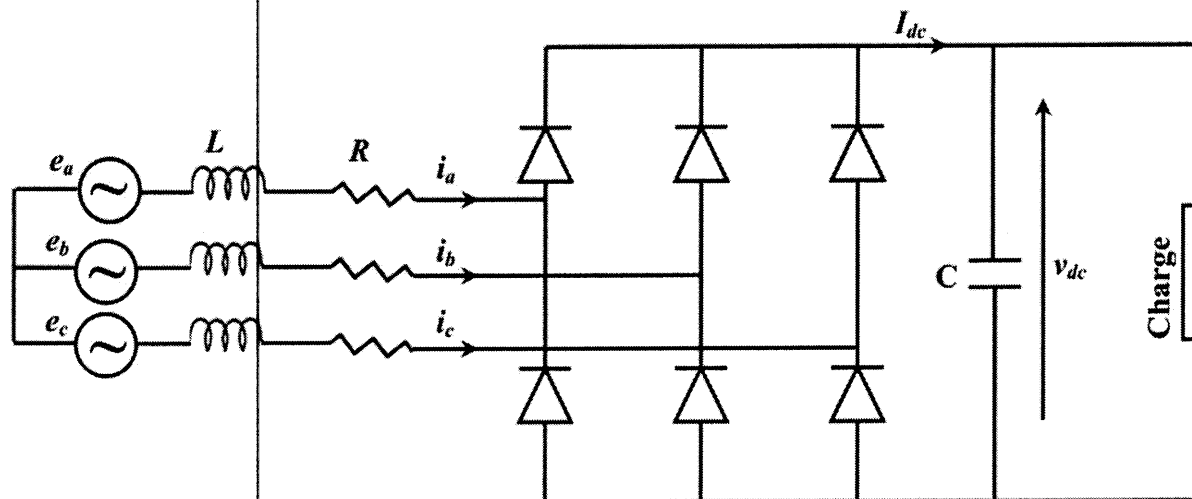 I_dc
L
R
e_a
i_a
e_b
i_b
e_c
i_c
C
v_dc
Charge